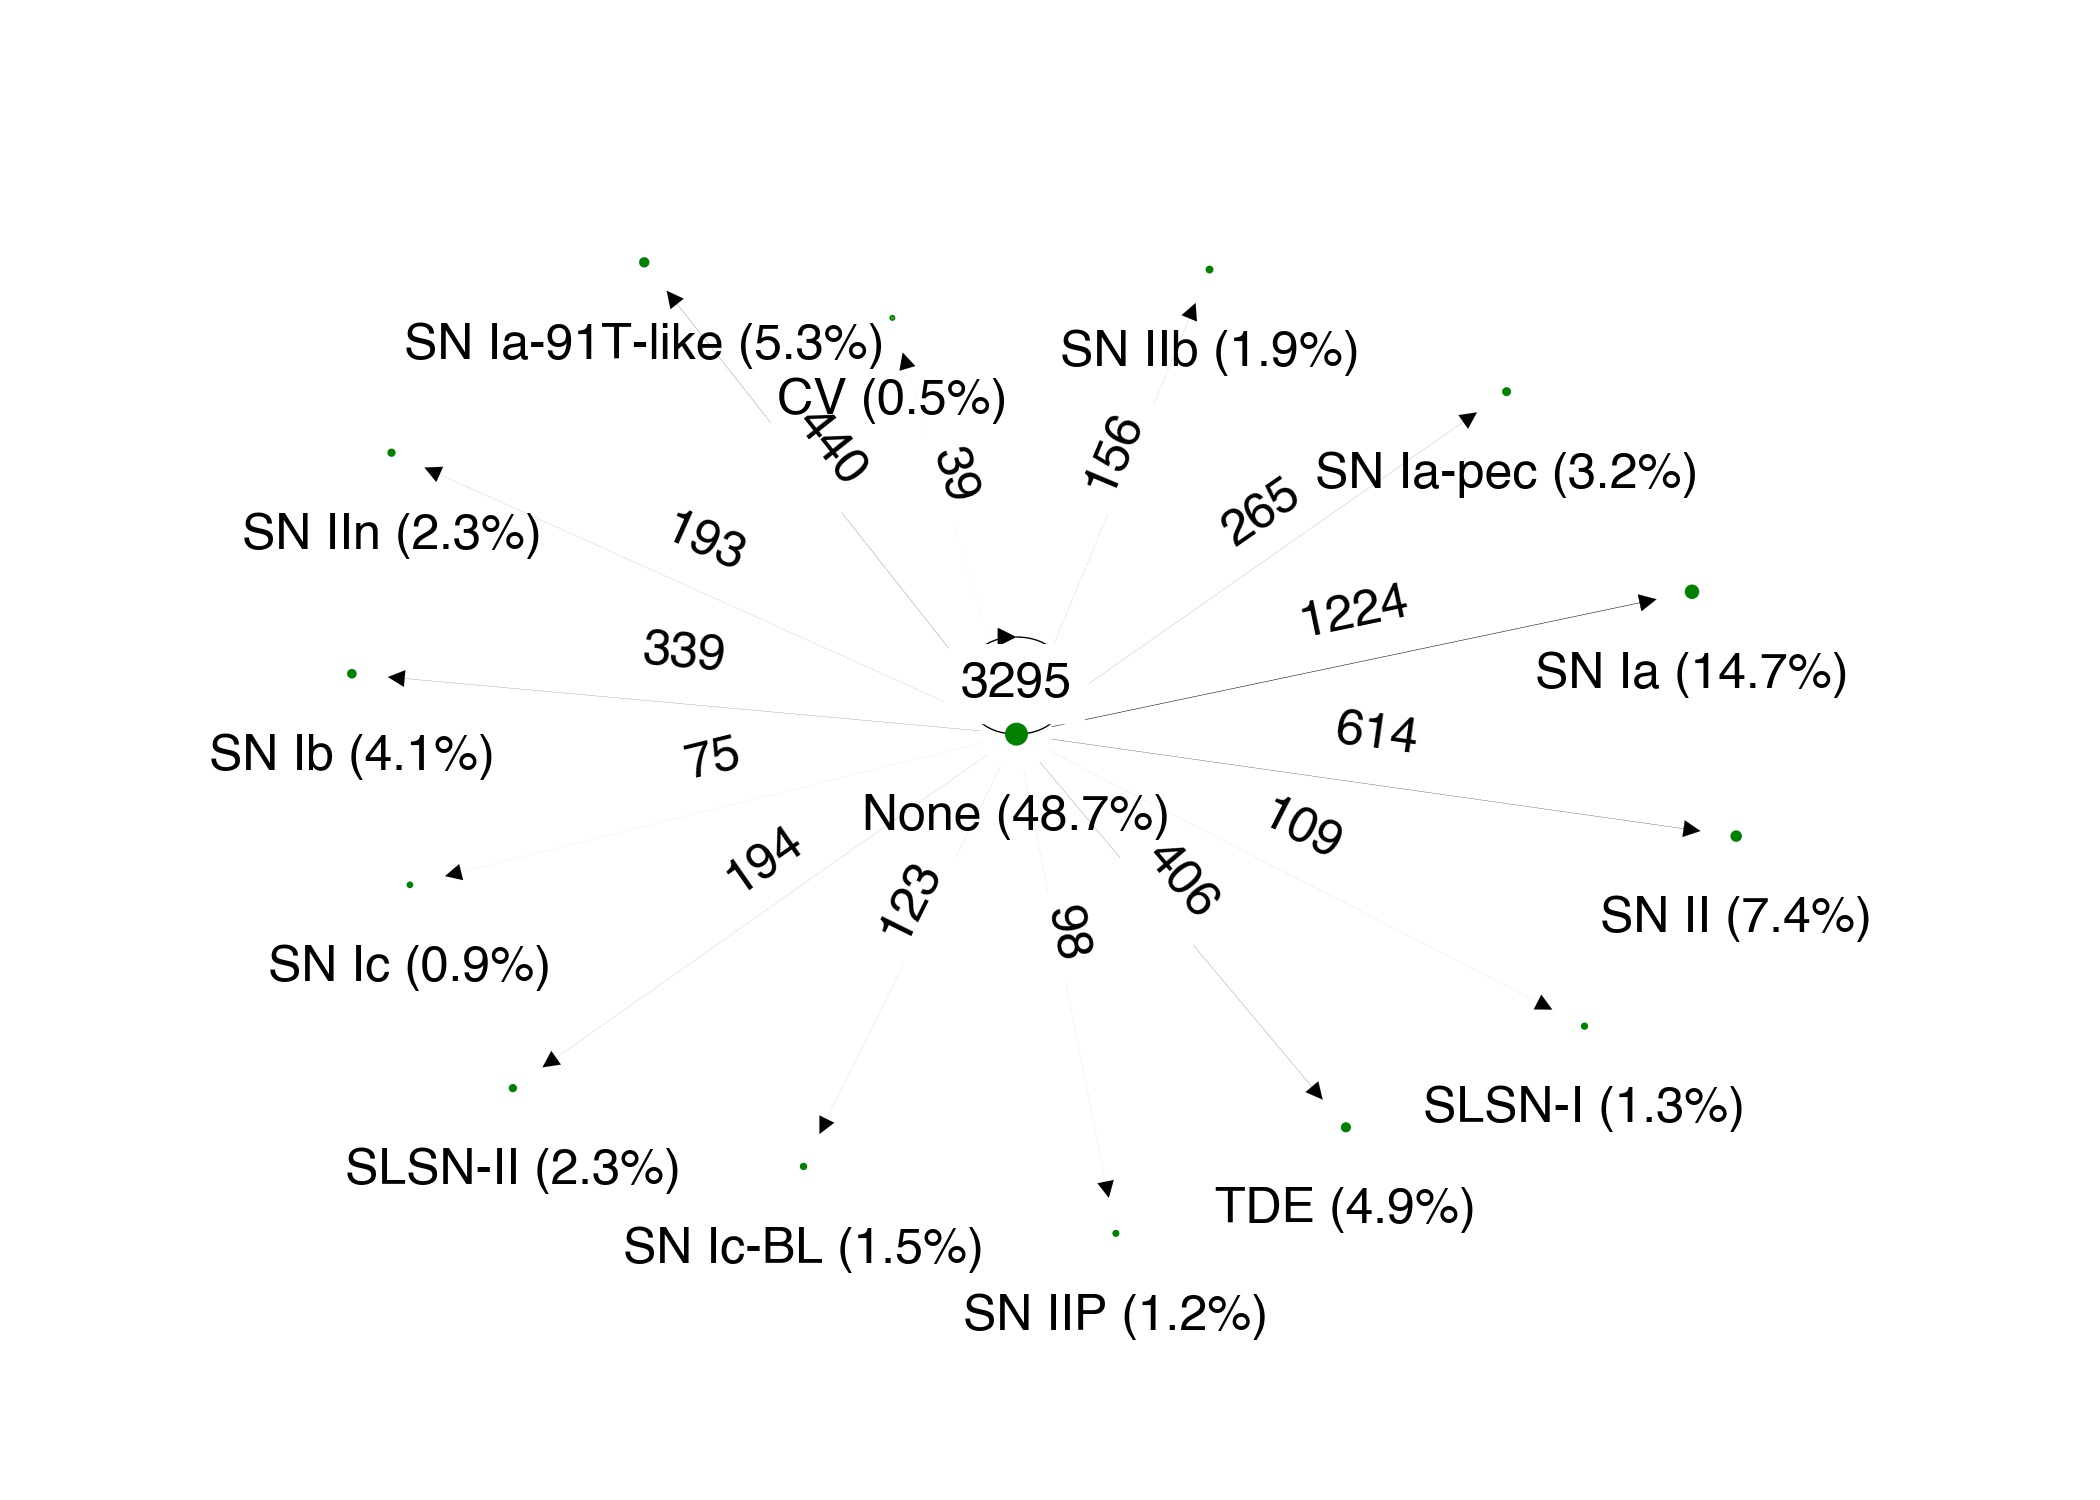 SN Ia-91T-like (5.3%)
SN IIb (1.9%)
CV (0.5%)
440
39
156
SN Ia-pec (3.2%)
265
SN IIn (2.3%)
193
1224
339
3295
SN Ia (14.7%)
614
SN Ib (4.1%)
75
None (48.7%)
109
194
123
406
98
SN II (7.4%)
SN Ic (0.9%)
SLSN-I (1.3%)
SLSN-II (2.3%)
TDE (4.9%)
SN Ic-BL (1.5%)
SN IIP (1.2%)